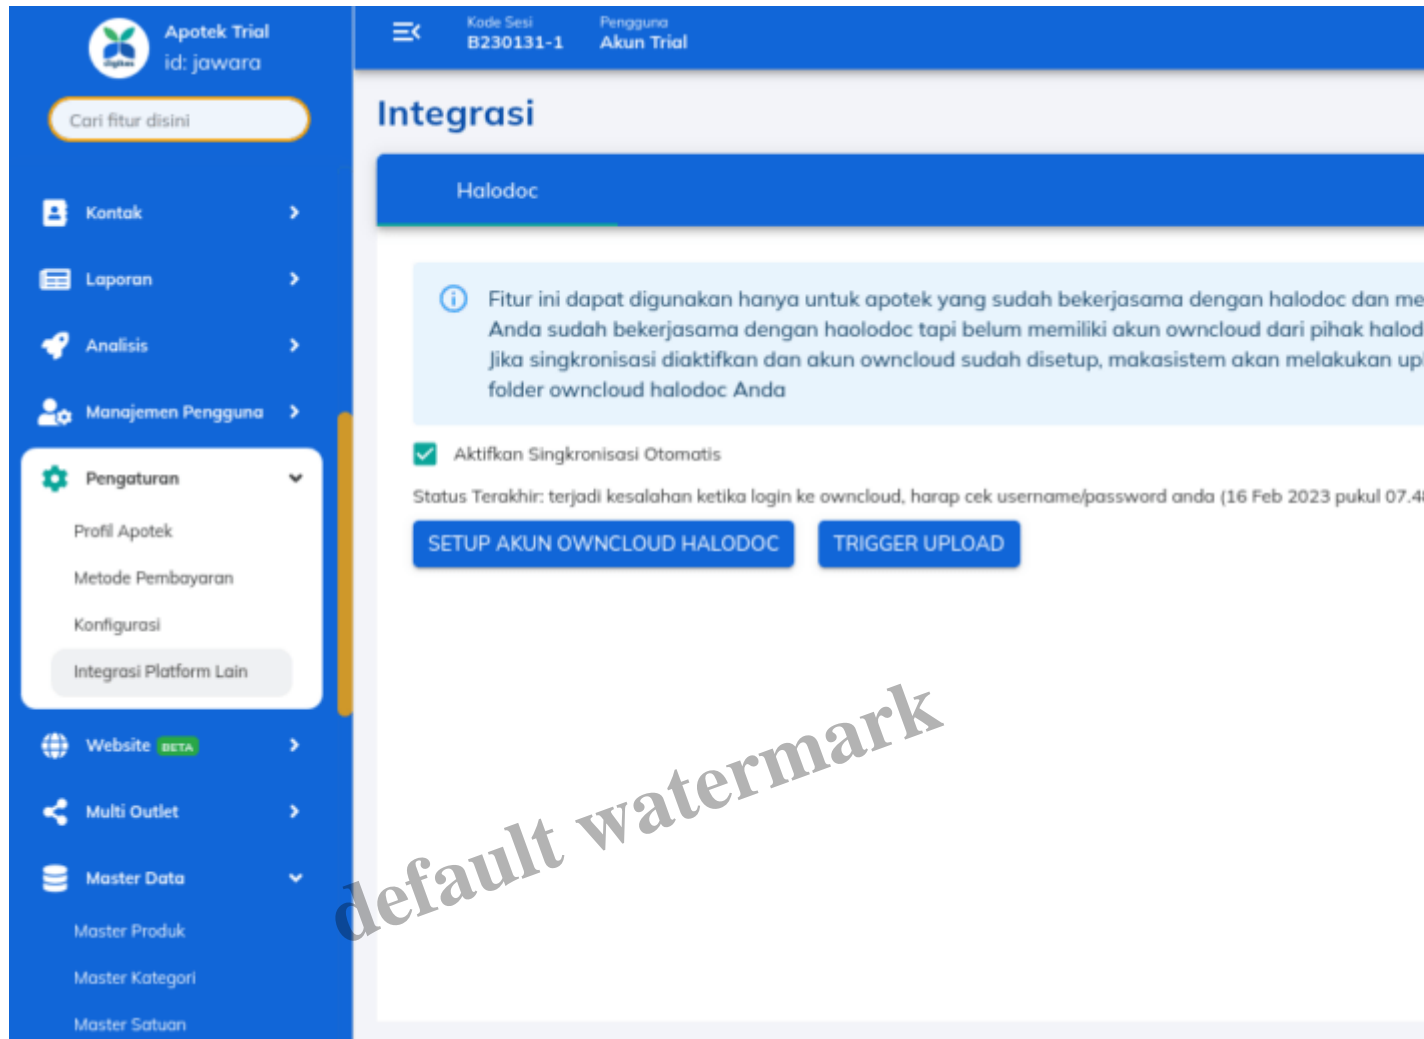 Apotek Trial
id: jawara
Cari fitur disini
Kontak
Laporan
Analisis
Manajemen Pengguna
Pengaturan
Profil Apotek
Metode Pembayaran
Konfigurasi
Integrasi Platform Lain
Website BETA
Multi Outlet
Master Data
Master Produk
Master Kategori
Master Satuan
Kode Sesi
B230131-1
Pengguna
Akun Trial
Integrasi
Halodoc
Fitur ini dapat digunakan hanya untuk apotek yang sudah bekerjasama dengan halodoc dan me
Anda sudah bekerjasama dengan haolodoc tapi belum memiliki akun owncloud dari pihak halod
Jika singkronisasi diaktifkan dan akun owncloud sudah disetup, makasistem akan melakukan upl
folder owncloud halodoc Anda
Aktifkan Singkronisasi Otomatis
Status Terakhir: terjadi kesalahan ketika login ke owncloud, harap cek username/password anda (16 Feb 2023 pukul 07.48
SETUP AKUN OWNCLOUD HALODOC
TRIGGER UPLOAD
default watermark